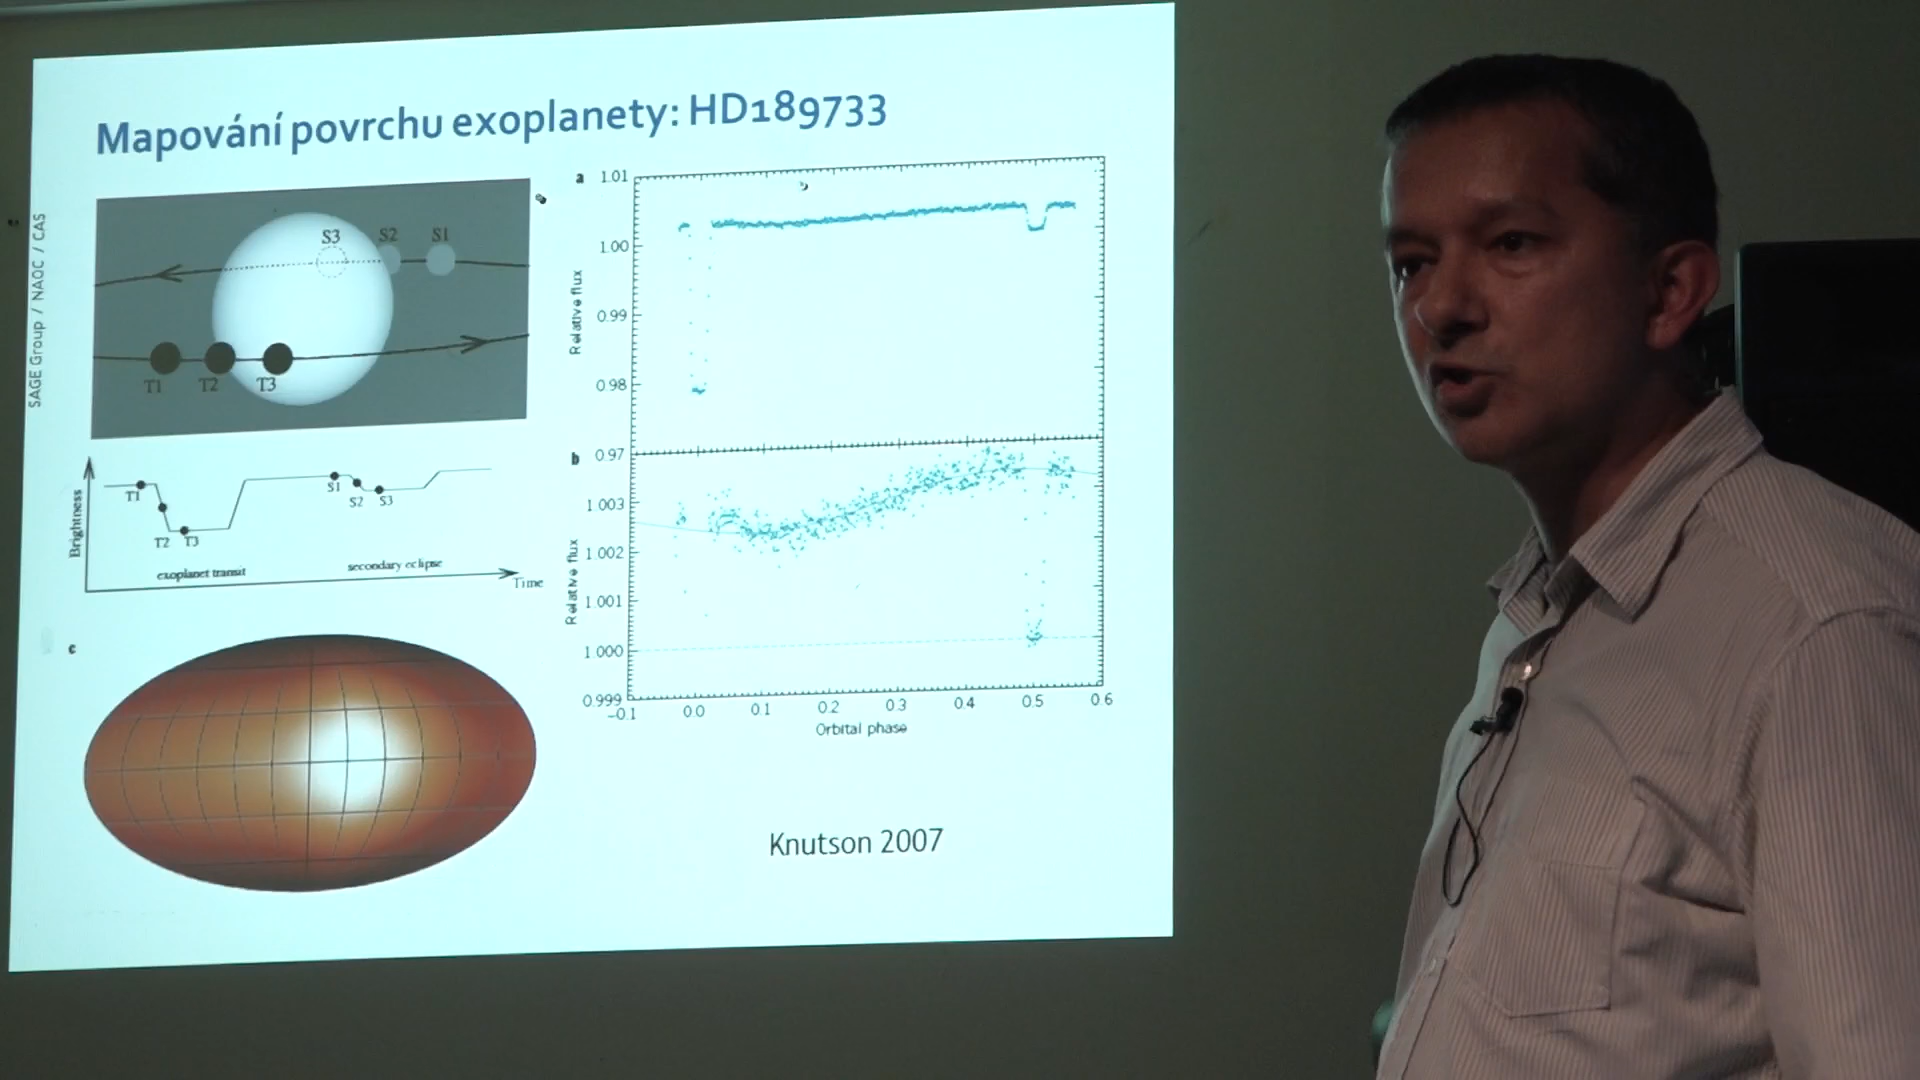 Mapování povrchu exoplanety: HD189733
SAGE Group / NAOC / CAS
S3 S2 S1
T1 T2 T3
Brightness
T1
T2 T3
S1
S2 S3
exoplanet transit
secondary eclipse
Time
a
1.01
1.00
0.99
0.98
0.97
Relative flux
b
1.003
1.002
1.001
1.000
0.999
Relative flux
-0.1 0.0 0.1 0.2 0.3 0.4 0.5 0.6
Orbital phase
c
Knutson 2007